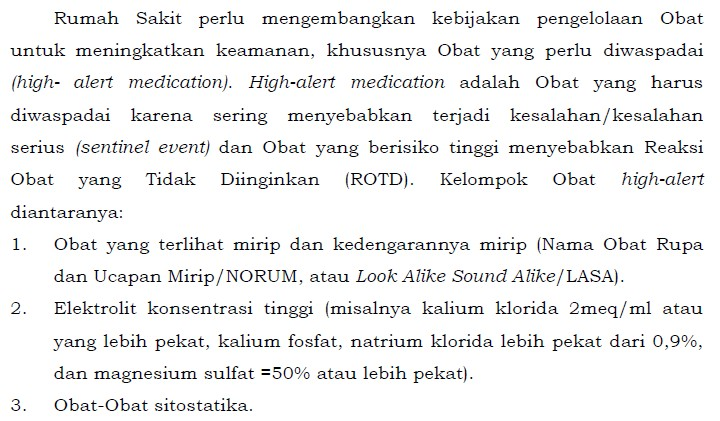 Rumah Sakit perlu mengembangkan kebijakan pengelolaan Obat
untuk meningkatkan keamanan, khususnya Obat yang perlu diwaspadai
(high- alert medication). High-alert medication adalah Obat yang harus
diwaspadai karena sering menyebabkan terjadi kesalahan/kesalahan
serius (sentinel event) dan Obat yang berisiko tinggi menyebabkan Reaksi
Obat yang Tidak Diinginkan (ROTD). Kelompok Obat high-alert
diantaranya:
1. Obat yang terlihat mirip dan kedengarannya mirip (Nama Obat Rupa
dan Ucapan Mirip/NORUM, atau Look Alike Sound Alike/LASA).
2. Elektrolit konsentrasi tinggi (misalnya kalium klorida 2meq/ml atau
yang lebih pekat, kalium fosfat, natrium klorida lebih pekat dari 0,9%,
dan magnesium sulfat =50% atau lebih pekat).
3. Obat-Obat sitostatika.